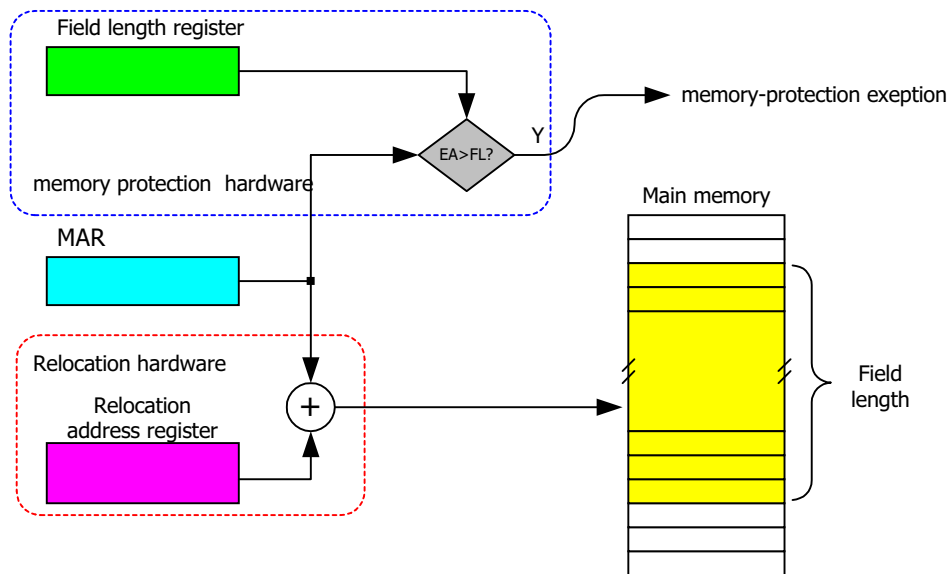 Field length register
memory-protection exeption
Y
EA>FL?
memory protection hardware
Main memory
MAR
Relocation hardware
+
Field
length
Relocation
address register